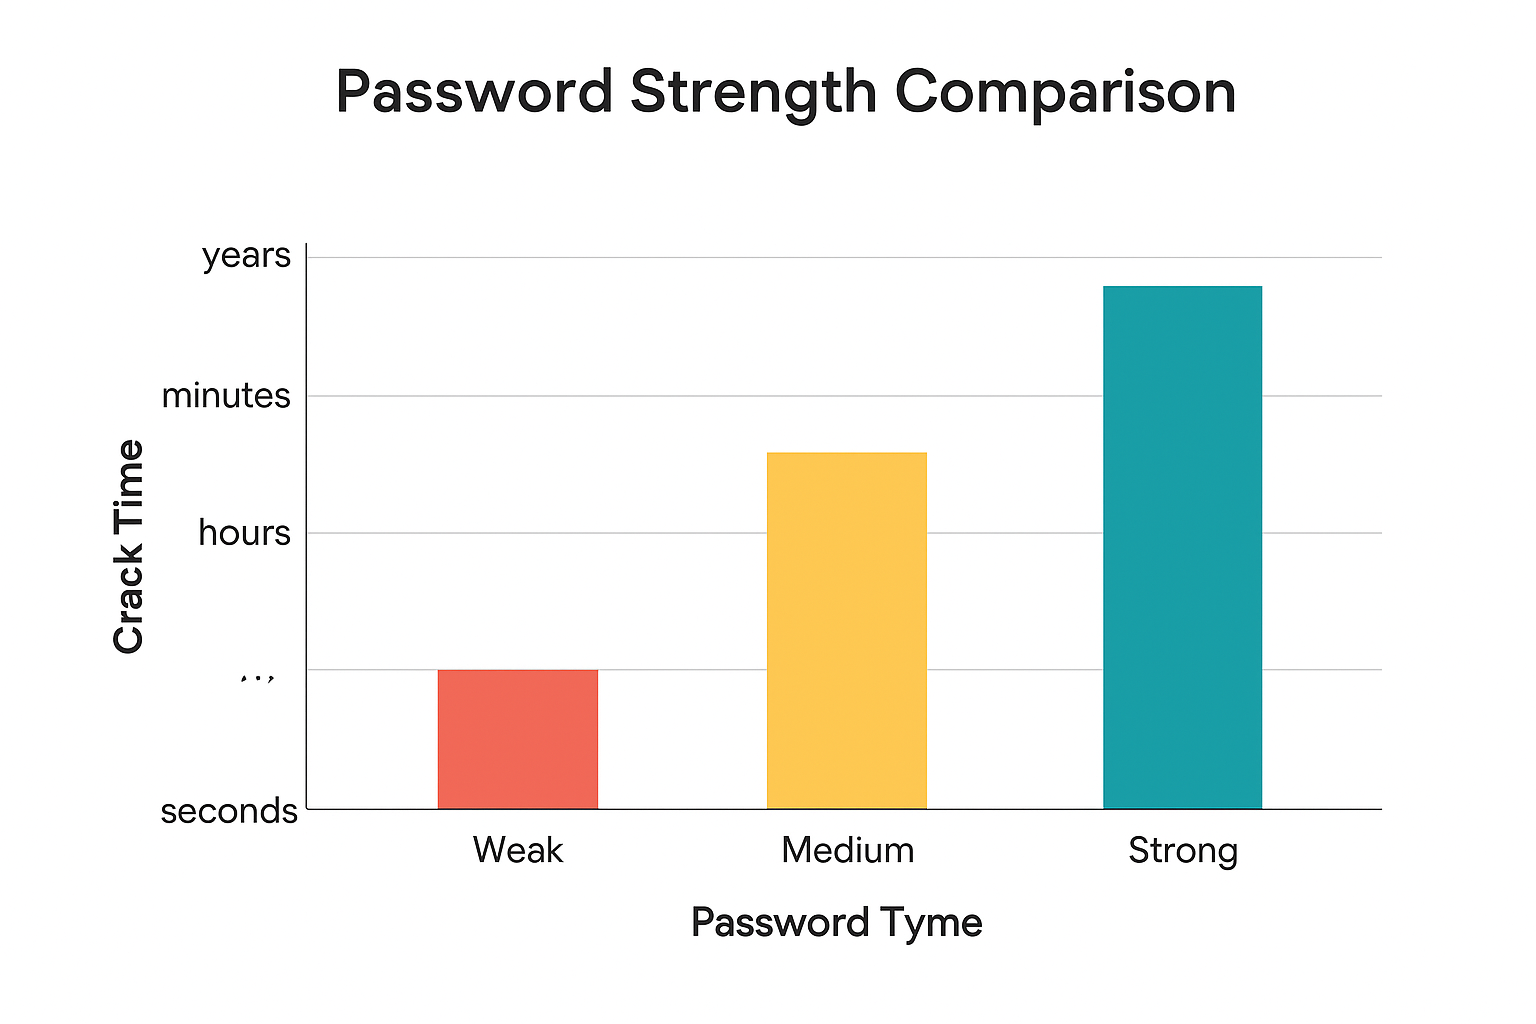 Password Strength Comparison
years
minutes
hours
...
seconds
Crack Time
Weak
Medium
Strong
Password Tyme